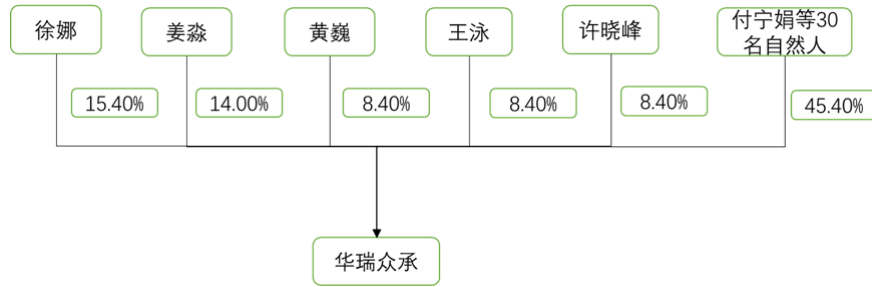 徐娜
姜淼
黄巍
王泳
许晓峰
付宁娟等30
名自然人
15.40%
14.00%
8.40%
8.40%
8.40%
45.40%
华瑞众承